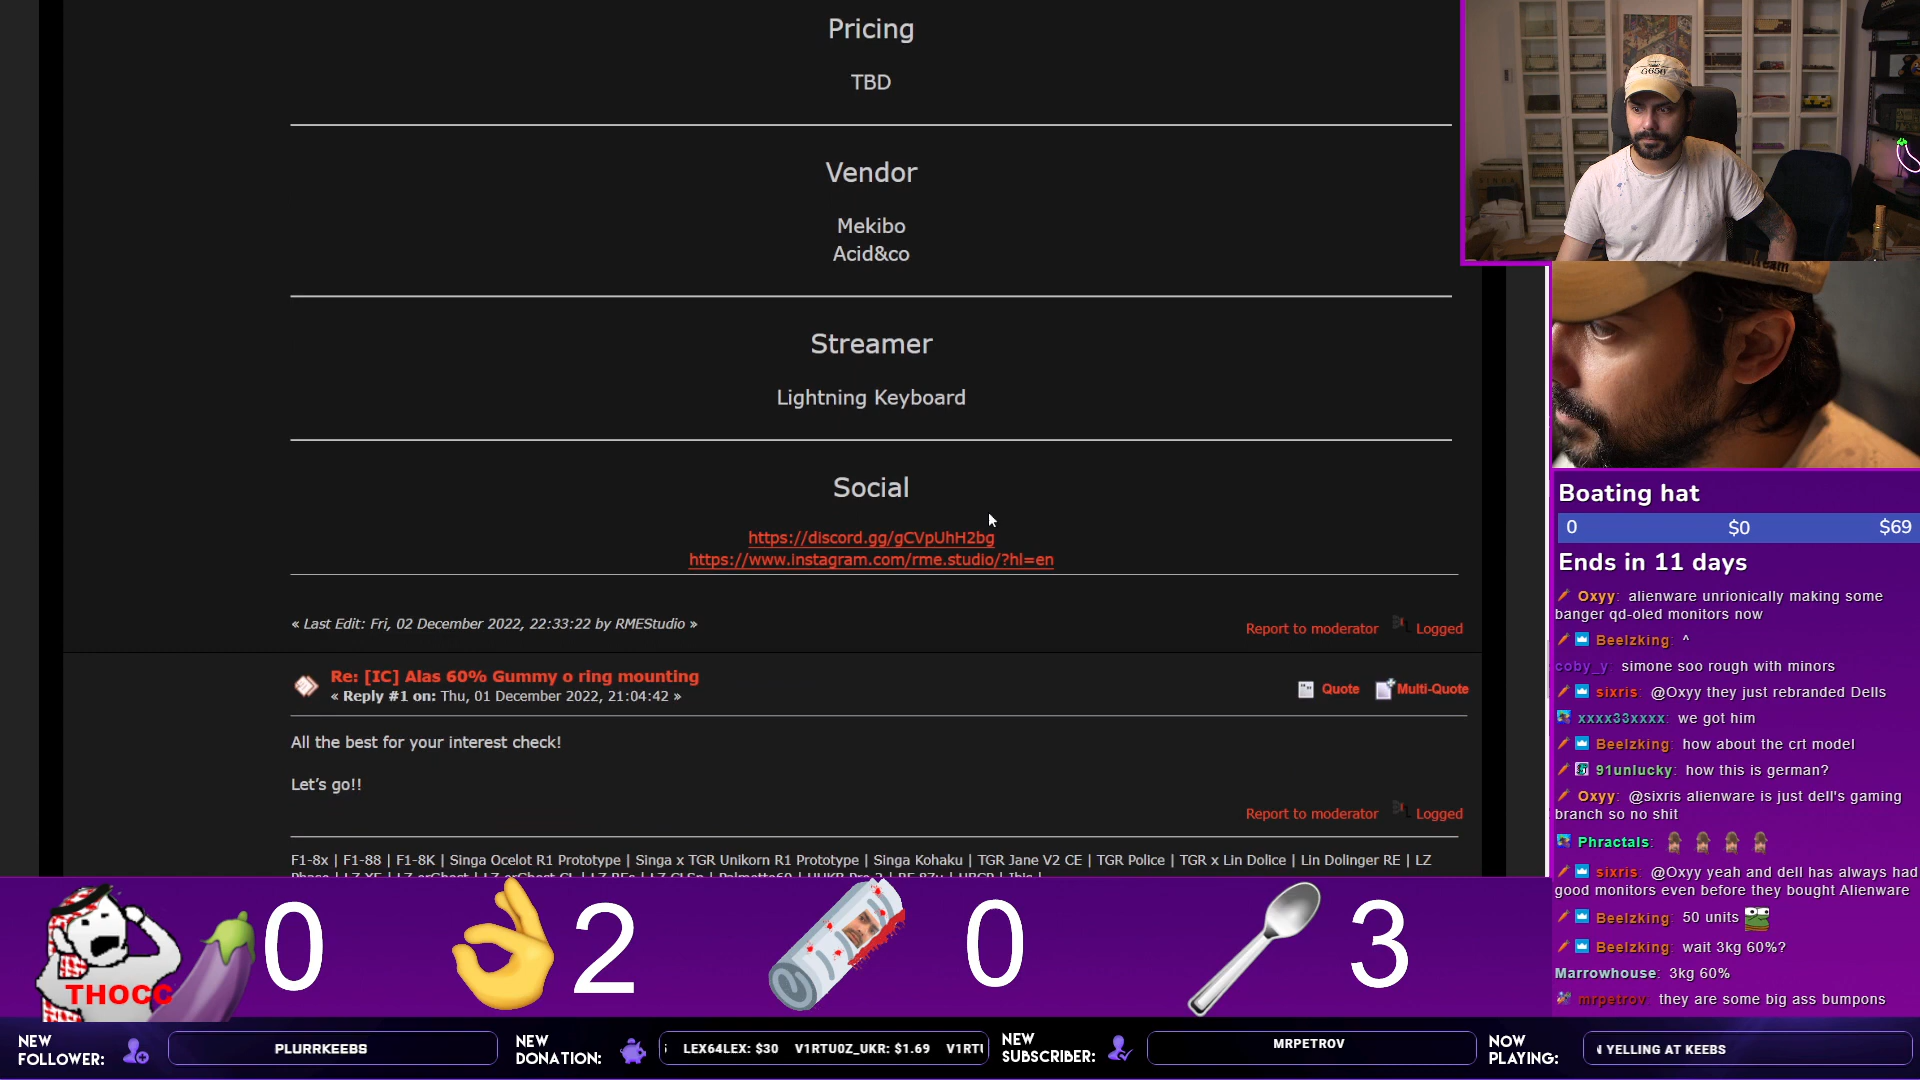 Pricing
TBD
Vendor
Mekibo
Acid&co
Streamer
Lightning Keyboard
Social
https://discord.gg/gCVpUhH2bg
https://www.instagram.com/rme.studio/?hl=en
« Last Edit: Fri, 02 December 2022, 22:33:22 by RMEStudio »
Report to moderator
Logged
Re: [IC] Alas 60% Gummy o ring mounting
« Reply #1 on: Thu, 01 December 2022, 21:04:42 »
Quote
Multi-Quote
All the best for your interest check!
Let's go!!
Report to moderator
Logged
F1-8x | F1-88 | F1-8K | Singa Ocelot R1 Prototype | Singa x TGR Unikorn R1 Prototype | Singa Kohaku | TGR Jane V2 CE | TGR Police | TGR x Lin Dolice | Lin Dolinger RE | LZ
Boating hat
0 $0 $69
Ends in 11 days
Oxyy: alienware unrionically making some
banger qd-oled monitors now
Beelzking: ^
coby_y: simone soo rough with minors
sixris: @Oxyy they just rebranded Dells
xxxx33xxxx: we got him
Beelzking: how about the crt model
91unlucky: how this is german?
Oxyy: @sixris alienware is just dell's gaming
branch so no shit
Phractals:
sixris: @Oxyy yeah and dell has always had
good monitors even before they bought Alienware
Beelzking: 50 units
Beelzking: wait 3kg 60%?
Marrowhouse: 3kg 60%
mrpetrov: they are some big ass bumpons
THOCC
0
2
0
3
NEW
FOLLOWER:
PLURRKEEBS
NEW
DONATION:
LEX64LEX: $30 V1RTU0Z_UKR: $1.69 V1RT
NEW
SUBSCRIBER:
MRPETROV
NOW
PLAYING:
YELLING AT KEEBS